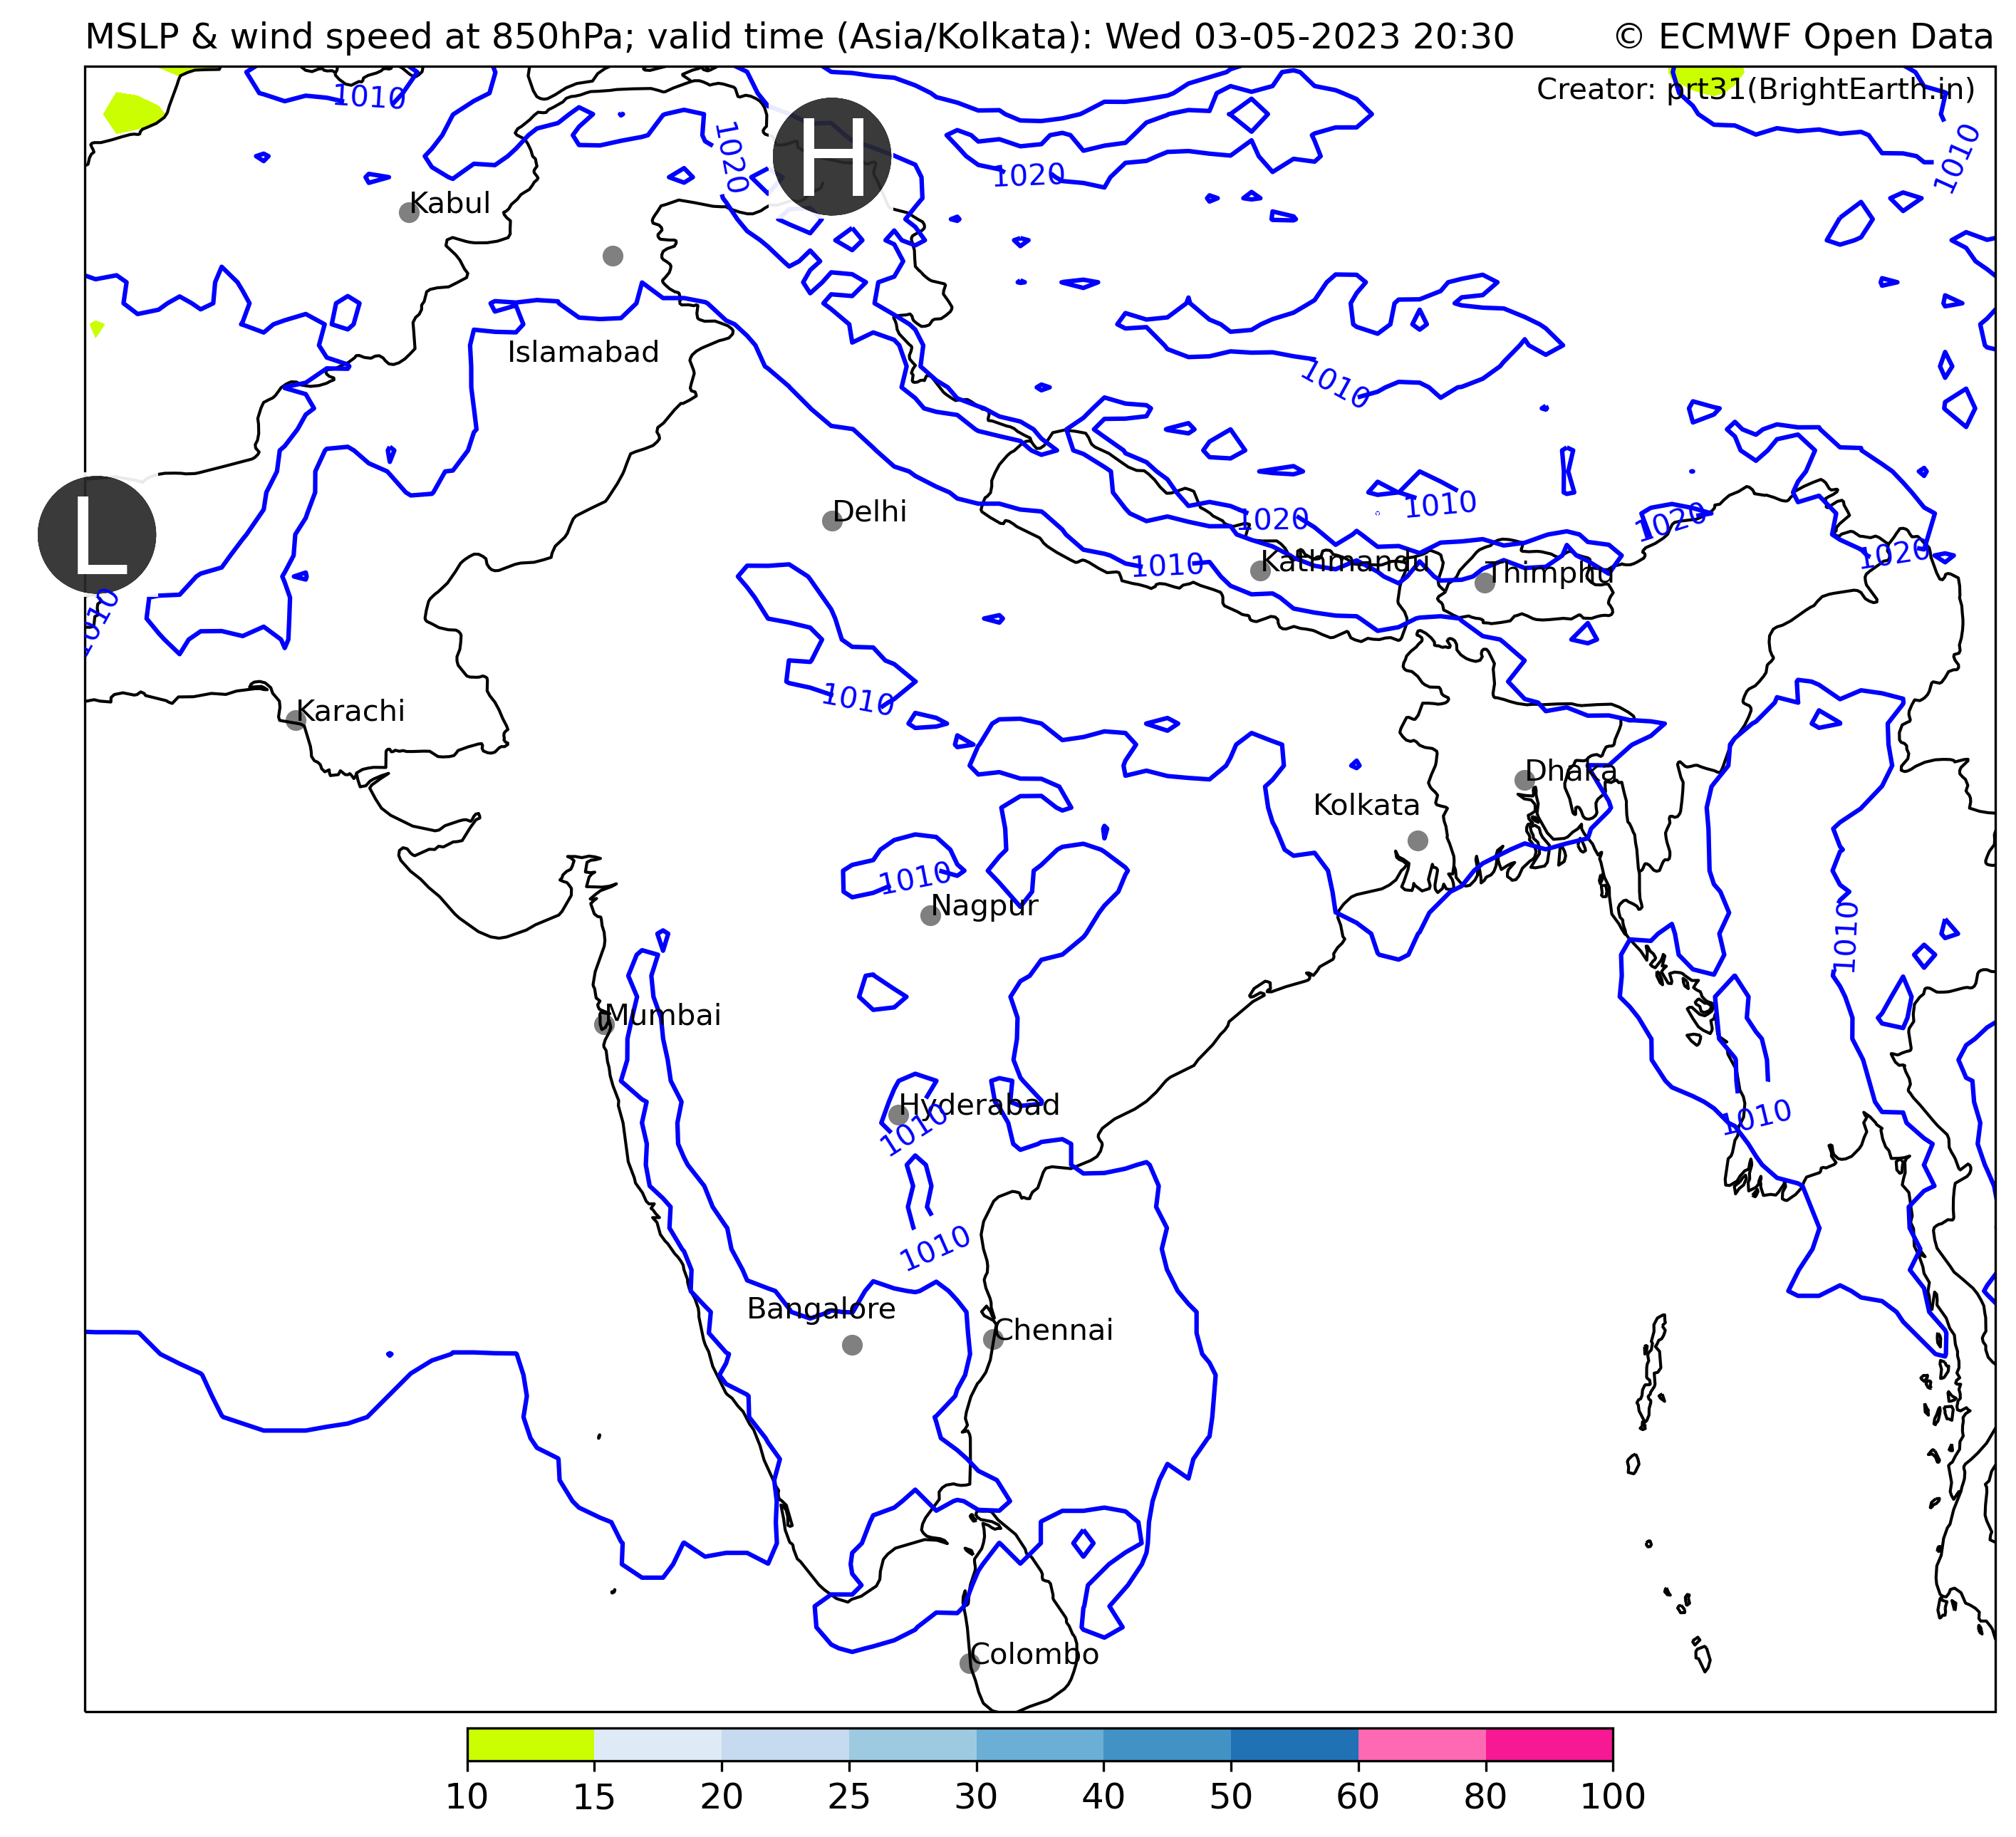 MSLP & wind speed at 850hPa; valid time (Asia/Kolkata): Wed 03-05-2023 20:30 © ECMWF Open Data
Creator: prt31(BrightEarth.in)
1010
1020
H
1020
1010
Kabul
Islamabad
1010
L
Delhi
1020
1010
1020
1020
1010
Kathmandu
Thimphu
1010
1010
Karachi
Dhaka
Kolkata
1010
Nagpur
1010
Mumbai
Hyderabad
1010
1010
1010
Bangalore
Chennai
Colombo
10 15 20 25 30 40 50 60 80 100